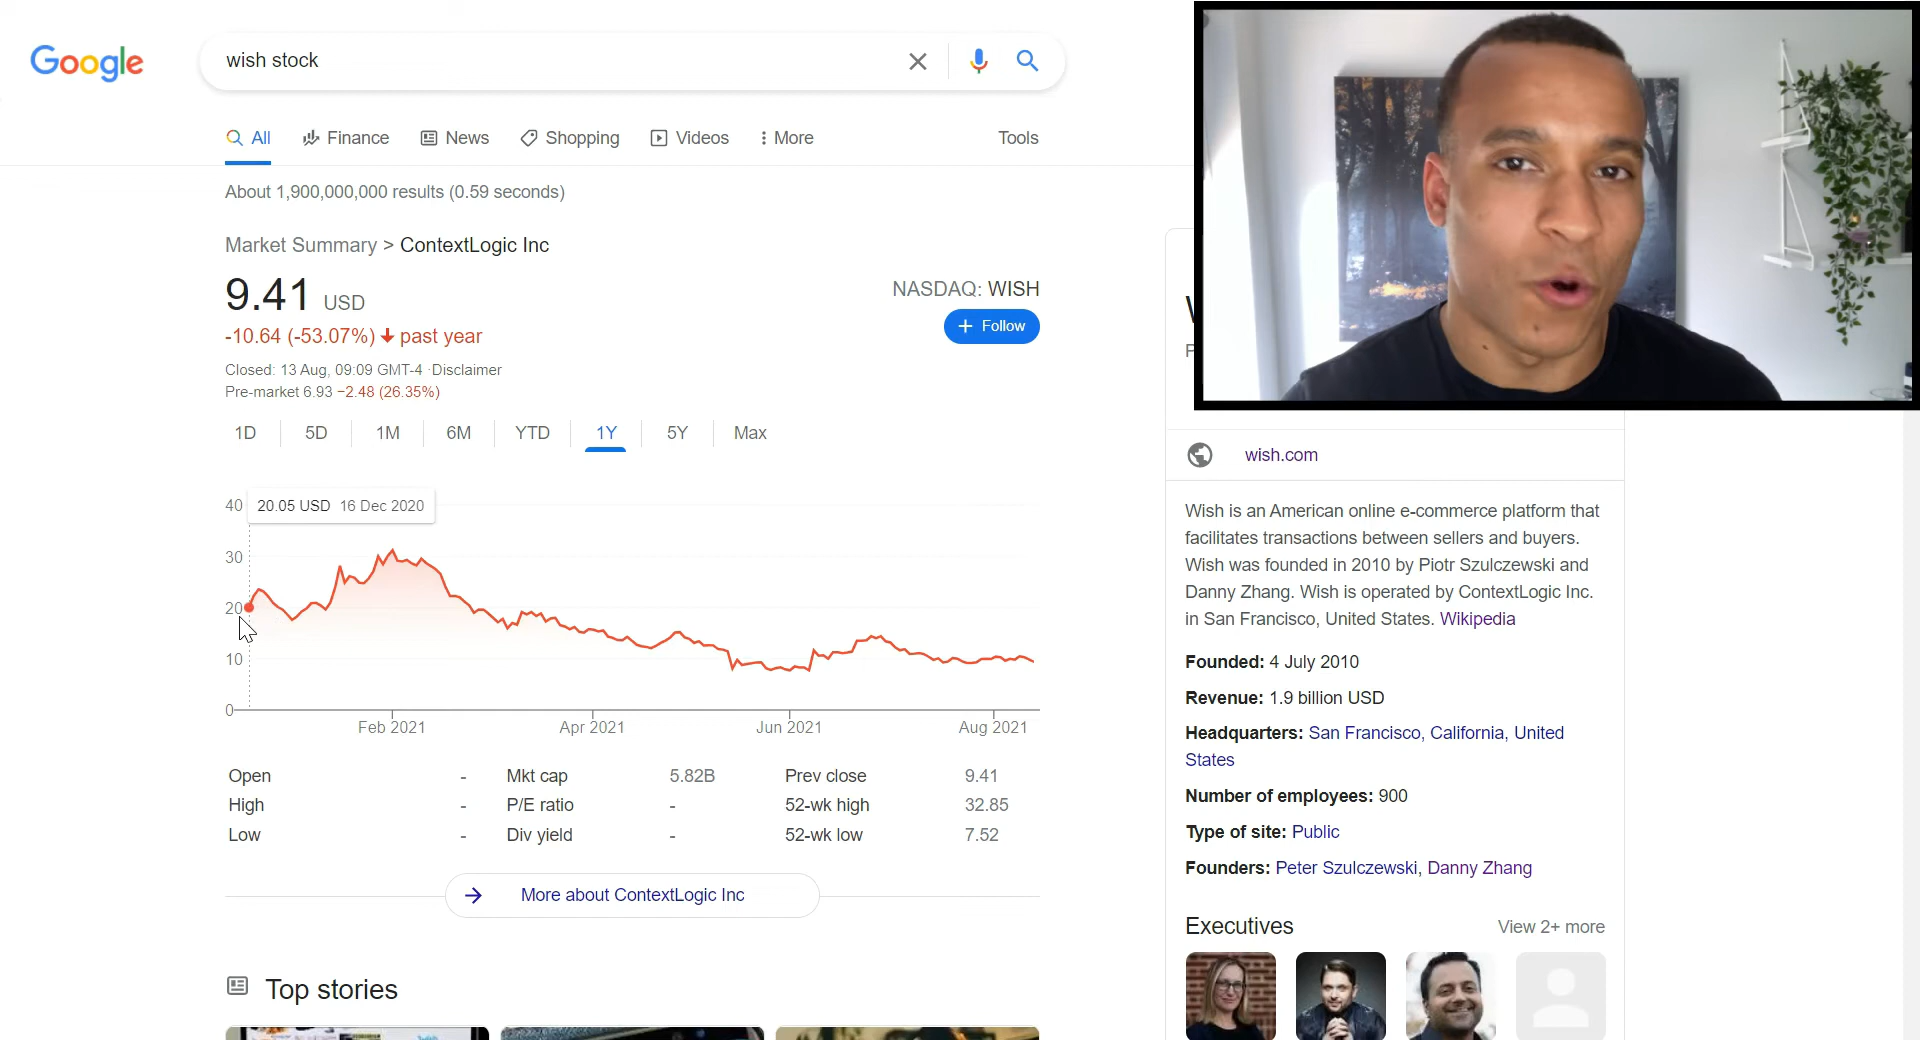 Google
wish stock
All
Finance
News
Shopping
Videos
More
Tools
About 1,900,000,000 results (0.59 seconds)
Market Summary > ContextLogic Inc
9.41 USD
NASDAQ: WISH
-10.64 (-53.07%) past year
+ Follow
Closed: 13 Aug, 09:09 GMT-4 ·Disclaimer
Pre-market 6.93 −2.48 (26.35%)
1D
5D
1M
6M
YTD
1Y
5Y
Max
40
20.05 USD 16 Dec 2020
30
20
10
0
Feb 2021
Apr 2021
Jun 2021
Aug 2021
Open -
Mkt cap 5.82B
Prev close 9.41
High -
P/E ratio -
52-wk high 32.85
Low -
Div yield -
52-wk low 7.52
More about ContextLogic Inc
Top stories
wish.com
Wish is an American online e-commerce platform that
facilitates transactions between sellers and buyers.
Wish was founded in 2010 by Piotr Szulczewski and
Danny Zhang. Wish is operated by ContextLogic Inc.
in San Francisco, United States. Wikipedia
Founded: 4 July 2010
Revenue: 1.9 billion USD
Headquarters: San Francisco, California, United
States
Number of employees: 900
Type of site: Public
Founders: Peter Szulczewski, Danny Zhang
Executives
View 2+ more